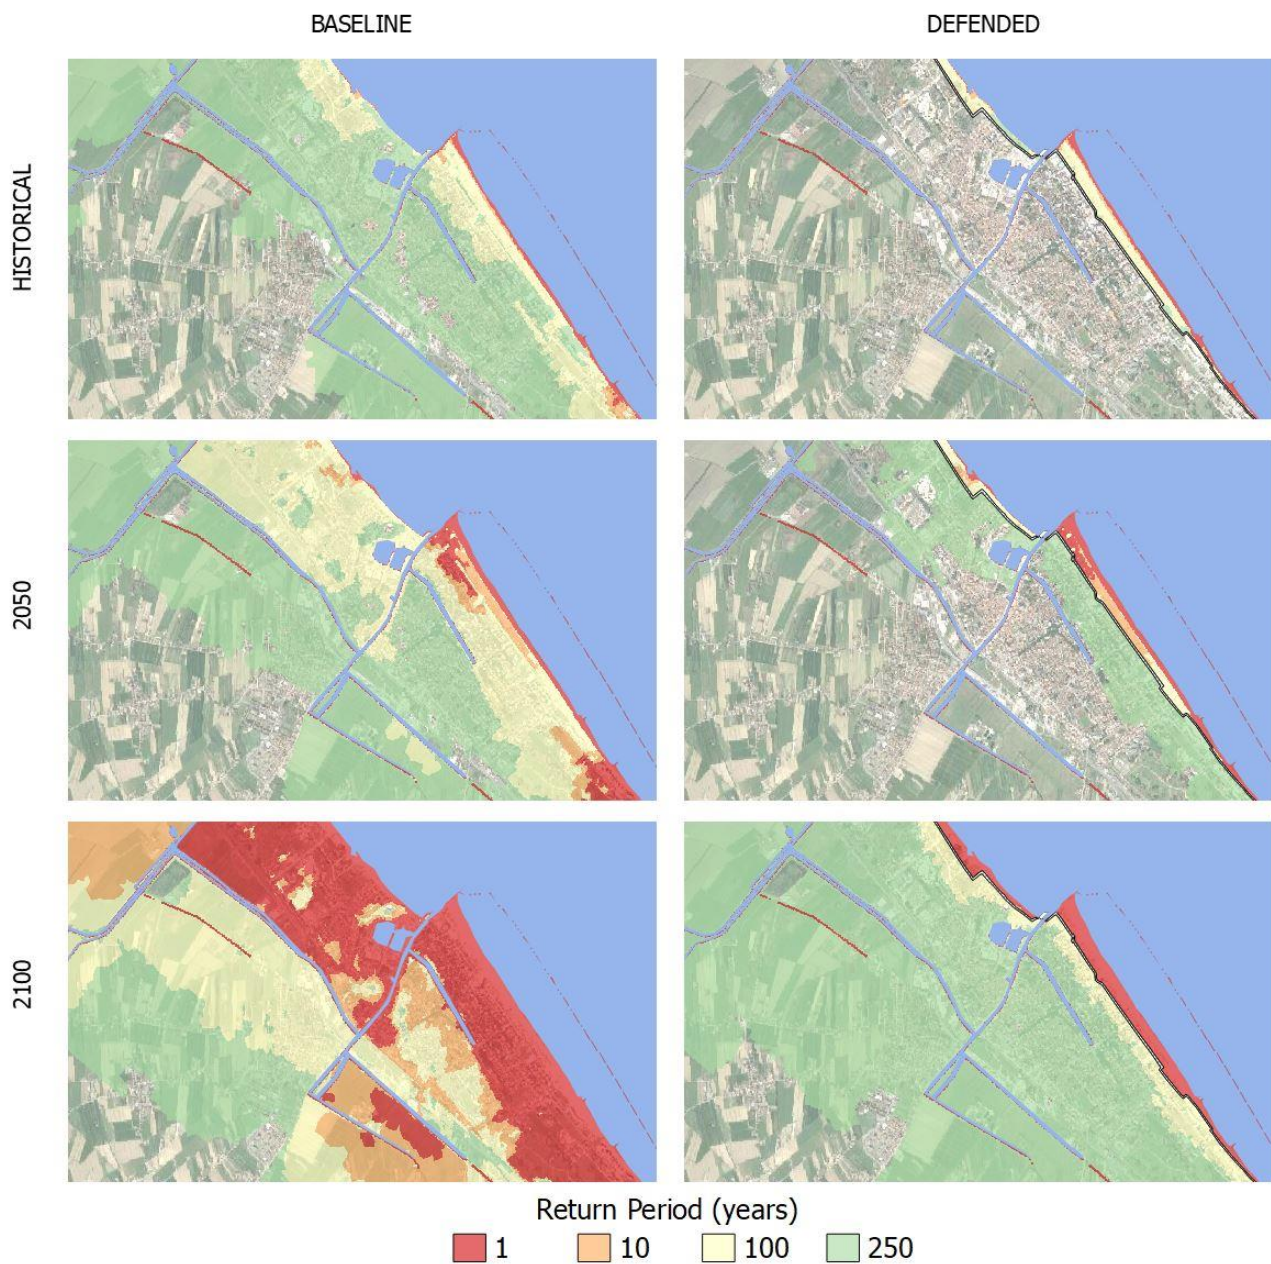 BASELINE DEFENDED
HISTORICAL
2050
2100
Return Period (years)
1 10 100 250